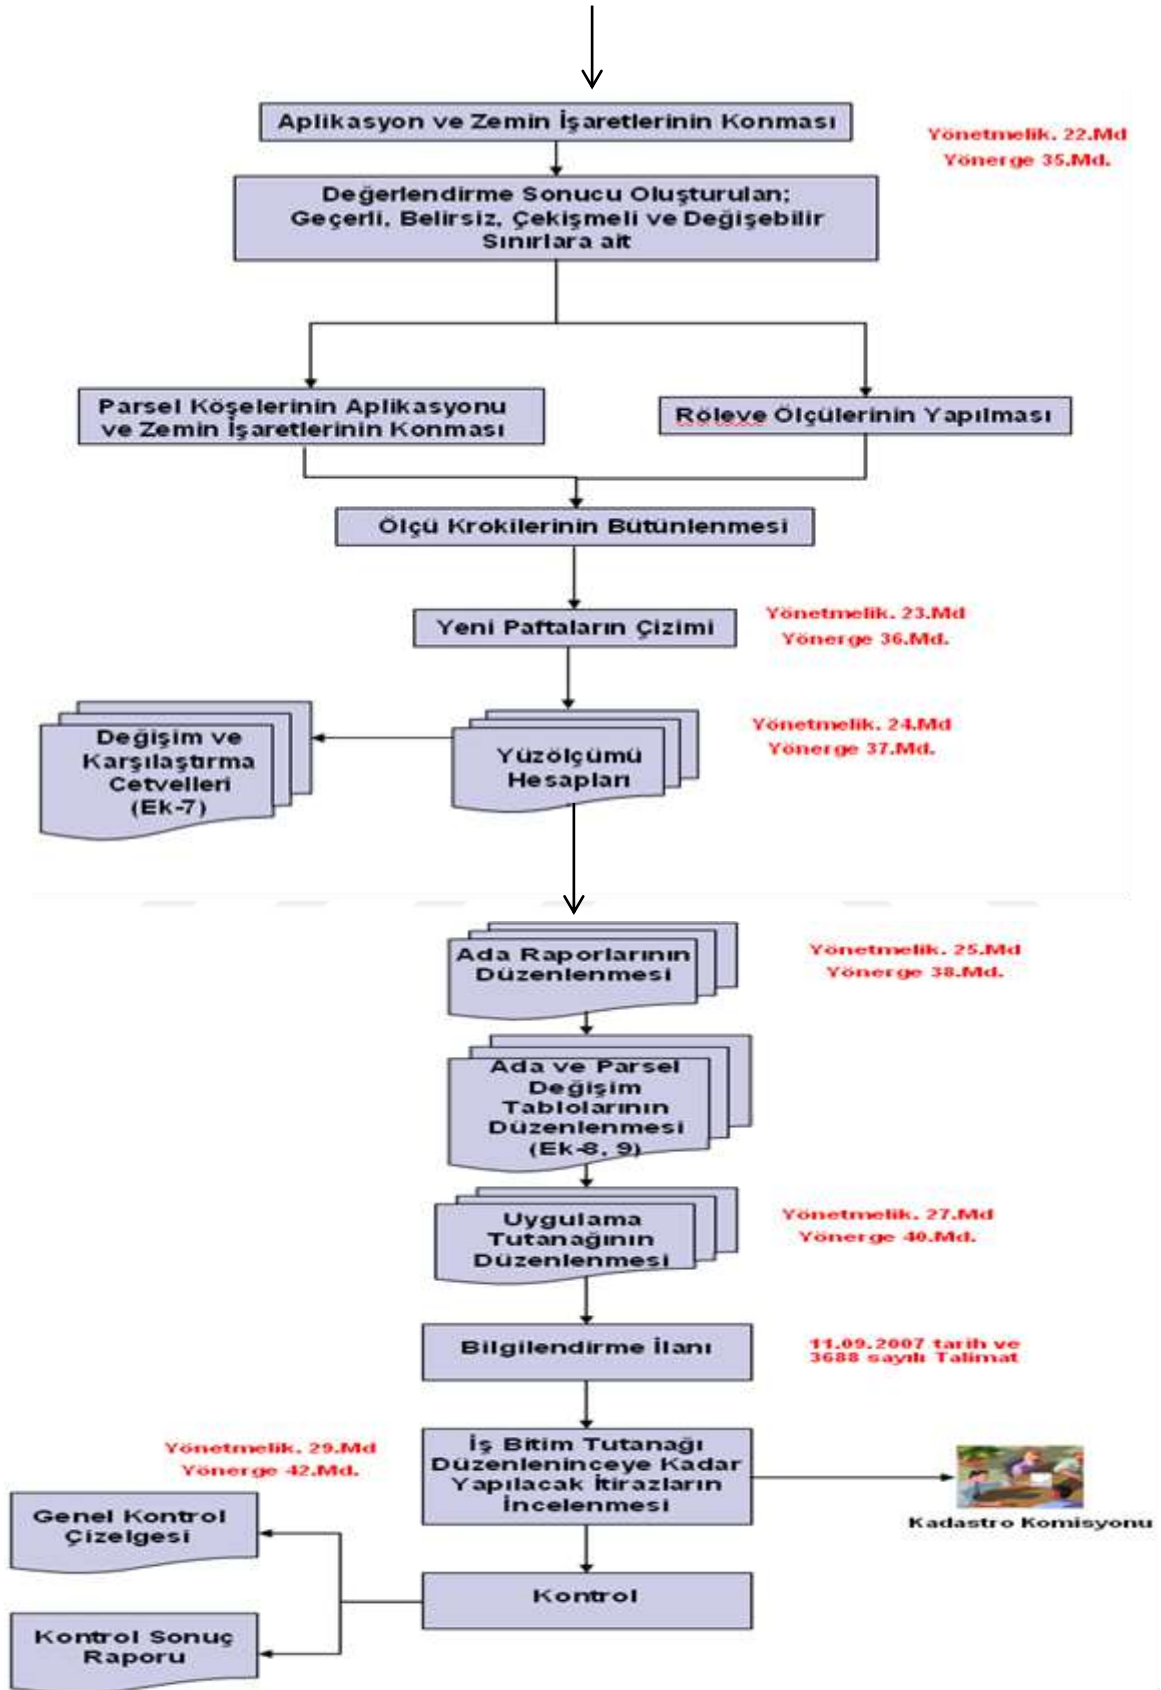 Aplikasyon ve Zemin İşaretlerinin Konması
Yönetmelik. 22.Md
Yönerge 35.Md.
Değerlendirme Sonucu Oluşturulan;
Geçerli, Belirsiz, Çekişmeli ve Değişebilir
Sınırlara ait
Parsel Köşelerinin Aplikasyonu
ve Zemin İşaretlerinin Konması
Röleve Ölçülerinin Yapılması
Ölçü Krokilerinin Bütünlenmesi
Yeni Paftaların Çizimi
Yönetmelik. 23.Md
Yönerge 36.Md.
Değişim ve
Karşılaştırma
Cetvelleri
(Ek-7)
Yüzölçümü
Hesapları
Yönetmelik. 24.Md
Yönerge 37.Md.
Ada Raporlarının
Düzenlenmesi
Yönetmelik. 25.Md
Yönerge 38.Md.
Ada ve Parsel
Değişim
Tablolarının
Düzenlenmesi
(Ek-8, 9)
Uygulama
Tutanağının
Düzenlenmesi
Yönetmelik. 27.Md
Yönerge 40.Md.
Bilgilendirme İlanı
11.09.2007 tarih ve
3688 sayılı Talimat
İş Bitim Tutanağı
Düzenleninceye Kadar
Yapılacak İtirazların
İncelenmesi
Kadastro Komisyonu
Yönetmelik. 29.Md
Yönerge 42.Md.
Genel Kontrol
Çizelgesi
Kontrol
Kontrol Sonuç
Raporu